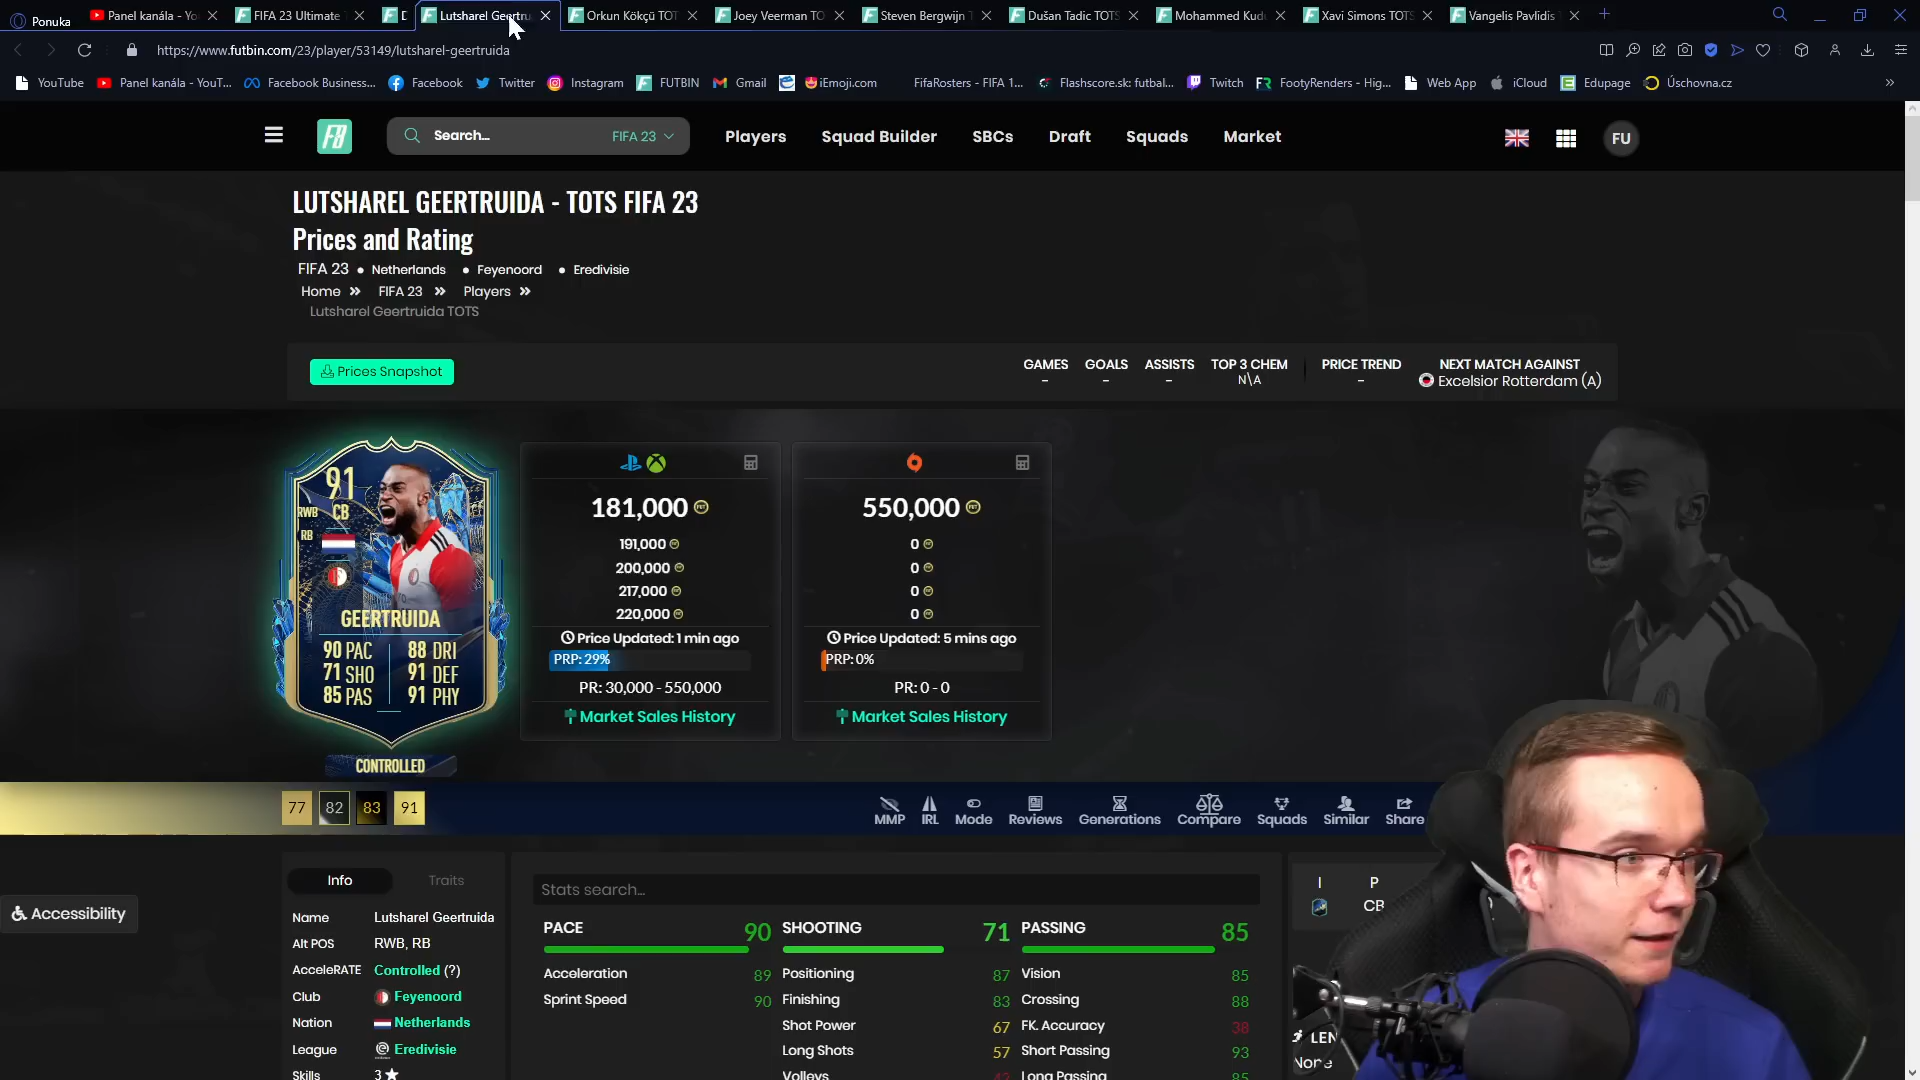 Ponuka
Panel kanála - Yo
FIFA 23 Ultimate
Lutsharel Geertru
Orkun Kökçü TOT
Joey Veerman TO
Steven Bergwijn
Dušan Tadic TOTS
Mohammed Kudu
Xavi Simons TOTS
Vangelis Pavlidis
https://www.futbin.com/23/player/53149/lutsharel-geertruida
YouTube
Panel kanála - YouT...
Facebook Business...
Facebook
Twitter
Instagram
FUTBIN
Gmail
iEmoji.com
FifaRosters - FIFA 1...
Flashscore.sk: futbal...
Twitch
FootyRenders - Hig...
Web App
iCloud
Edupage
Úschovna.cz
Search...
FIFA 23
Players
Squad Builder
SBCs
Draft
Squads
Market
FU
LUTSHAREL GEERTRUIDA - TOTS FIFA 23
Prices and Rating
FIFA 23 • Netherlands • Feyenoord • Eredivisie
Home » FIFA 23 » Players »
Lutsharel Geertruida TOTS
Prices Snapshot
GAMES
-
GOALS
-
ASSISTS
-
TOP 3 CHEM
N\A
PRICE TREND
-
NEXT MATCH AGAINST
Excelsior Rotterdam (A)
91
CB
RWB
RB
GEERTRUIDA
90 PAC 88 DRI
71 SHO 91 DEF
85 PAS 91 PHY
CONTROLLED
181,000
191,000
200,000
217,000
220,000
Price Updated: 1 min ago
PRP: 29%
PR: 30,000 - 550,000
Market Sales History
550,000
0
0
0
0
Price Updated: 5 mins ago
PRP: 0%
PR: 0 - 0
Market Sales History
77 82 83 91
MMP
IRL
Mode
Reviews
Generations
Compare
Squads
Similar
Share
Accessibility
Info
Traits
Name Lutsharel Geertruida
Alt POS RWB, RB
AcceleRATE Controlled (?)
Club Feyenoord
Nation Netherlands
League Eredivisie
Skills 3★
Stats search...
PACE 90
Acceleration 89
Sprint Speed 90
SHOOTING 71
Positioning 87
Finishing 83
Shot Power 67
Long Shots 57
Volleys
PASSING 85
Vision 85
Crossing 88
FK. Accuracy 38
Short Passing 93
Long Passing 85
I P
CB
LEN
None